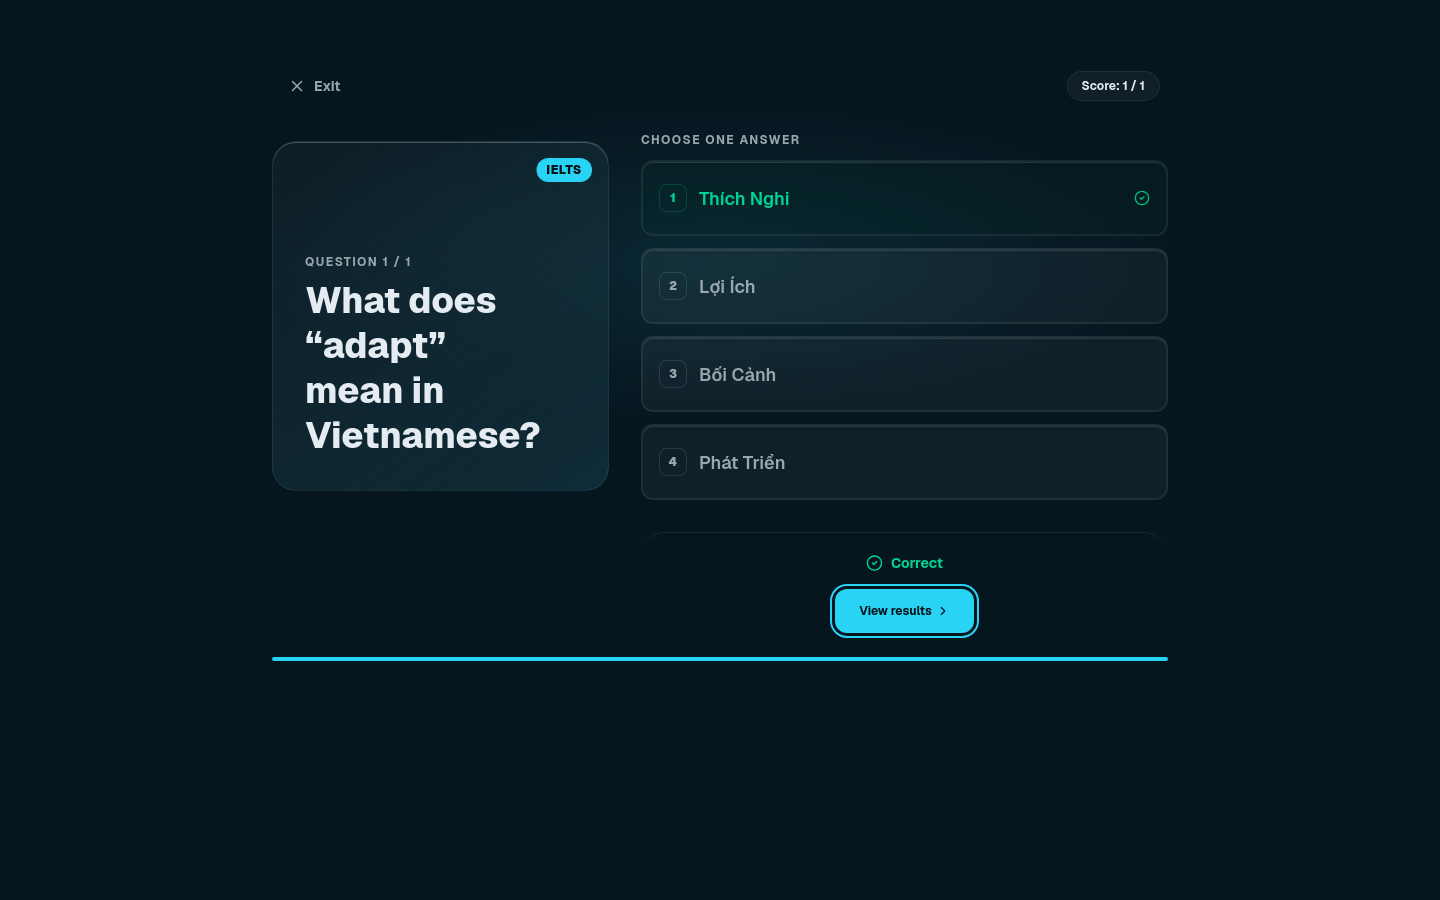 Exit
Score: 1 / 1
IELTS
QUESTION 1 / 1
What does
“adapt”
mean in
Vietnamese?
CHOOSE ONE ANSWER
1 Thích Nghi
2 Lợi Ích
3 Bối Cảnh
4 Phát Triển
Correct
View results